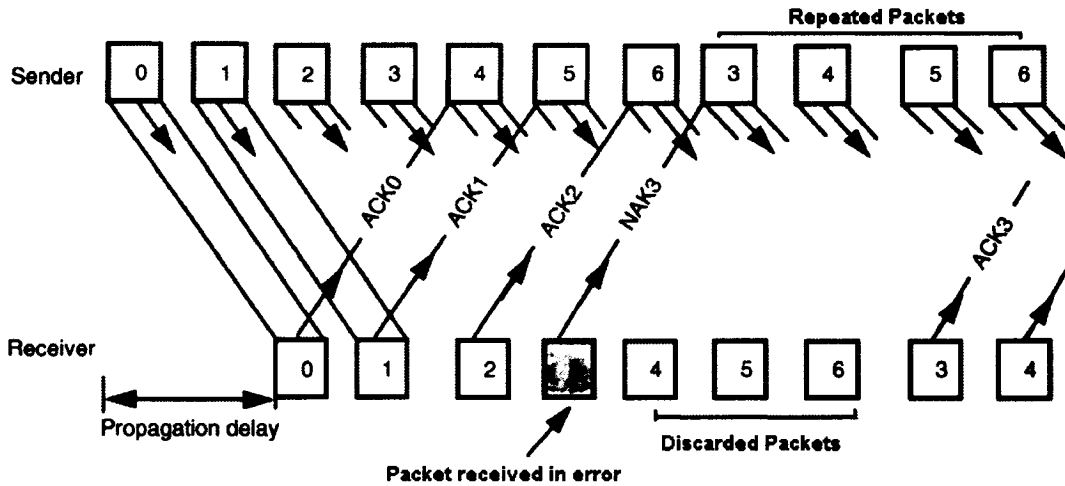 Repeated Packets
Sender 0 1 2 3 4 5 6 3 4 5 6
ACK0 ACK1 ACK2 NAK3 ACK3
Receiver 0 1 2 4 5 6 3 4
Propagation delay
Discarded Packets
Packet received in error